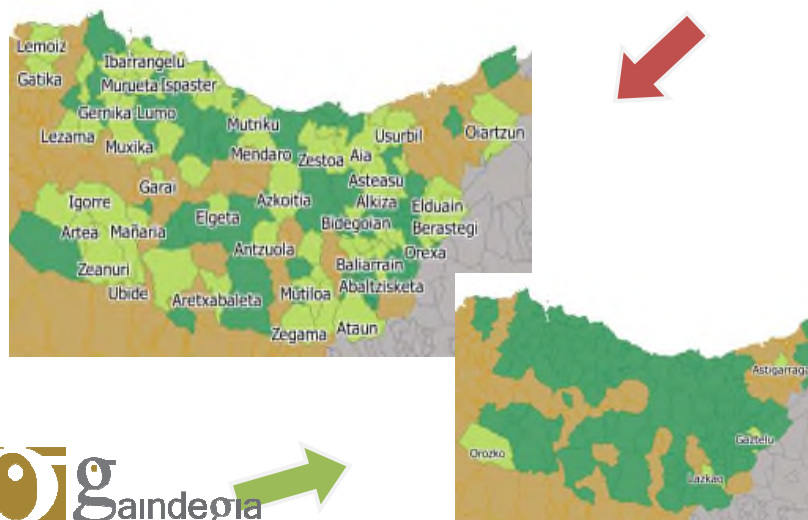 Lemoiz
Ibarrangelu
Gatika
Murueta Ispaster
Gernika Lumo
Mutriku
Lezama
Usurbil
Oiartzun
Muxika
Mendaro
Zestoa
Aia
Garai
Asteasu
Igorre
Azkoitia
Alkiza
Elduain
Elgeta
Bidegoian
Artea
Mañaria
Berastegi
Antzuola
Orexa
Zeanuri
Baliarrain
Ubide
Aretxabaleta
Mutiloa
Abaltzisketa
Zegama
Ataun
Astigarraga
Gaztelu
Orozko
Lazkao
gaindegia